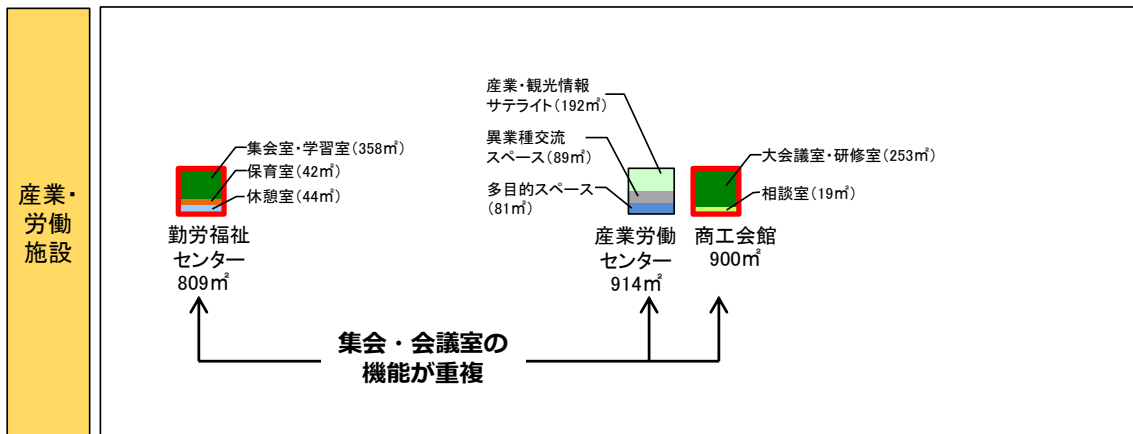 産業・
労働
施設
集会室・学習室(358㎡)
保育室(42㎡)
休憩室(44㎡)
勤労福祉
センター
809㎡
産業・観光情報
サテライト(192㎡)
異業種交流
スペース(89㎡)
多目的スペース
(81㎡)
産業労働
センター
914㎡
大会議室・研修室(253㎡)
相談室(19㎡)
商工会館
900㎡
集会・会議室の
機能が重複